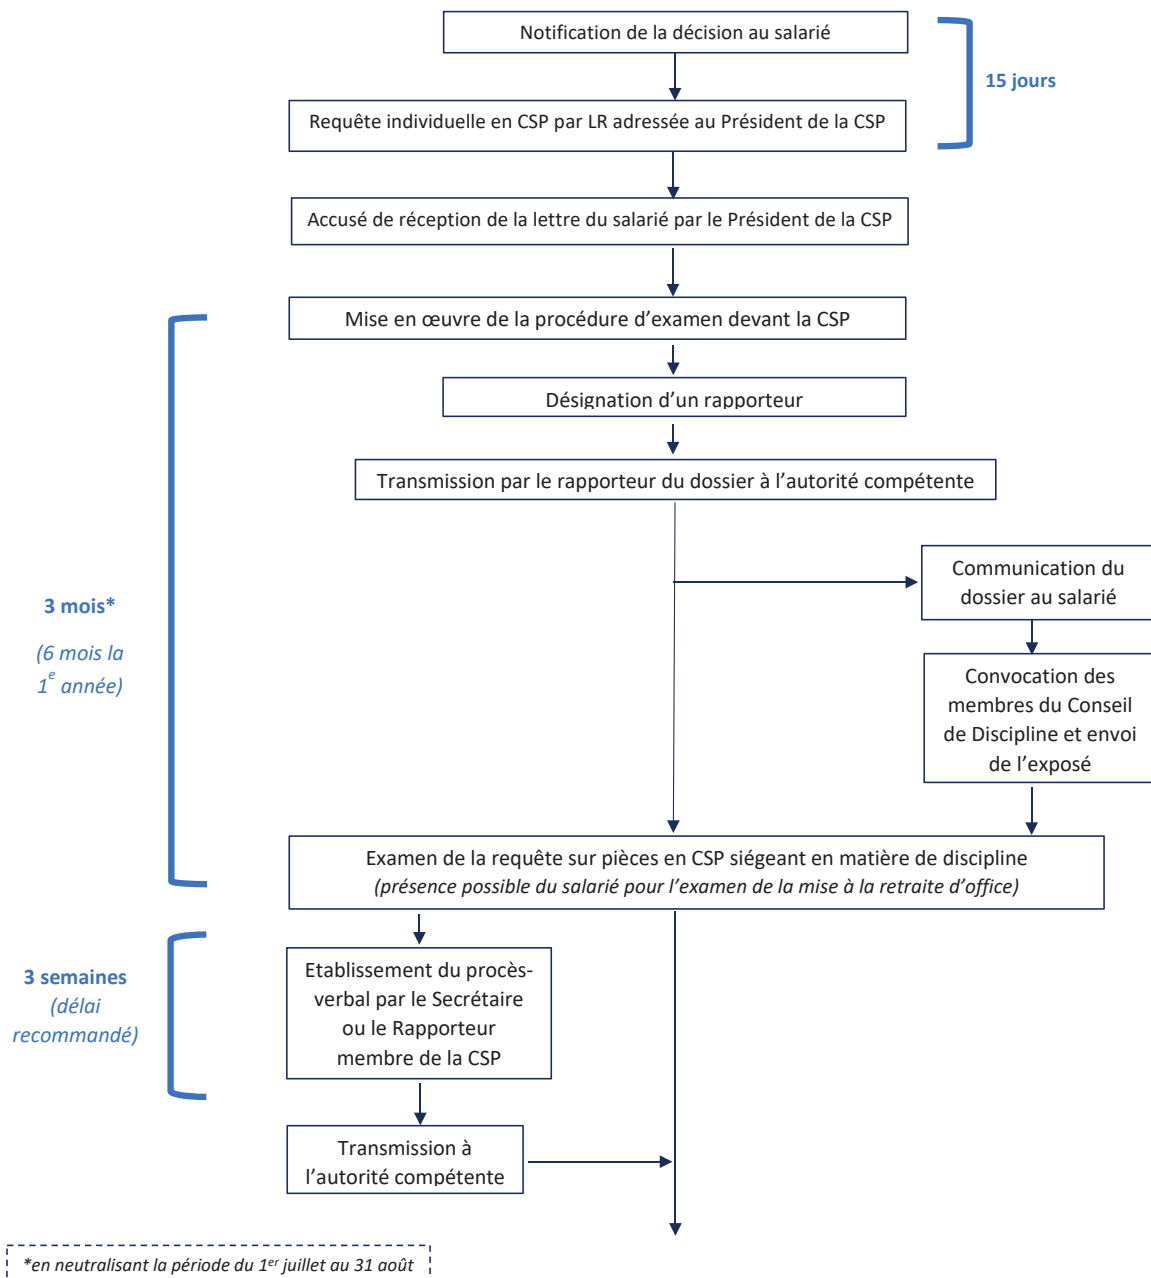 Notification de la décision au salarié
15 jours
Requête individuelle en CSP par LR adressée au Président de la CSP
Accusé de réception de la lettre du salarié par le Président de la CSP
Mise en œuvre de la procédure d’examen devant la CSP
Désignation d’un rapporteur
Transmission par le rapporteur du dossier à l’autorité compétente
Communication du
dossier au salarié
3 mois*
(6 mois la
1e année)
Convocation des
membres du Conseil
de Discipline et envoi
de l’exposé
Examen de la requête sur pièces en CSP siégeant en matière de discipline
(présence possible du salarié pour l’examen de la mise à la retraite d’office)
3 semaines
(délai
recommandé)
Etablissement du procès-
verbal par le Secrétaire
ou le Rapporteur
membre de la CSP
Transmission à
l’autorité compétente
*en neutralisant la période du 1er juillet au 31 août